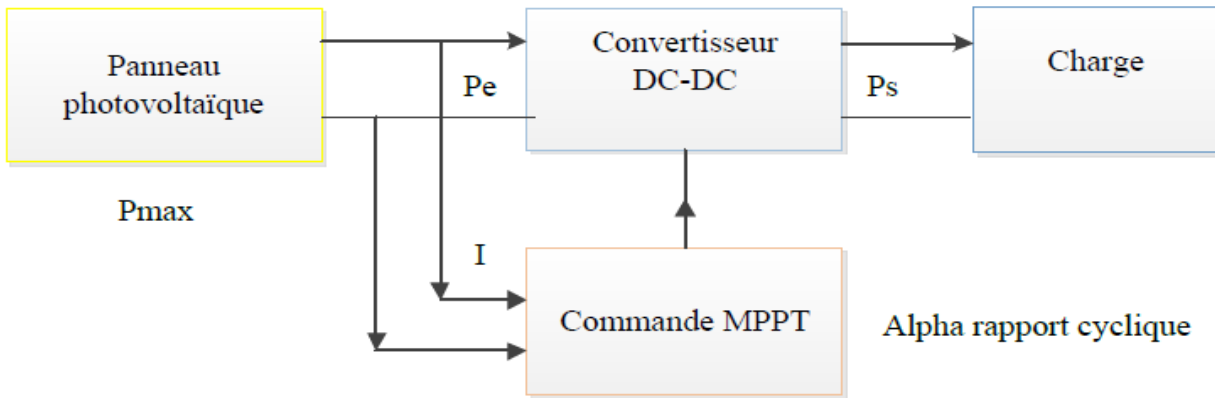 Panneau
photovoltaïque
Convertisseur
DC-DC
Charge
Pe
Ps
Pmax
I
Commande MPPT
Alpha rapport cyclique